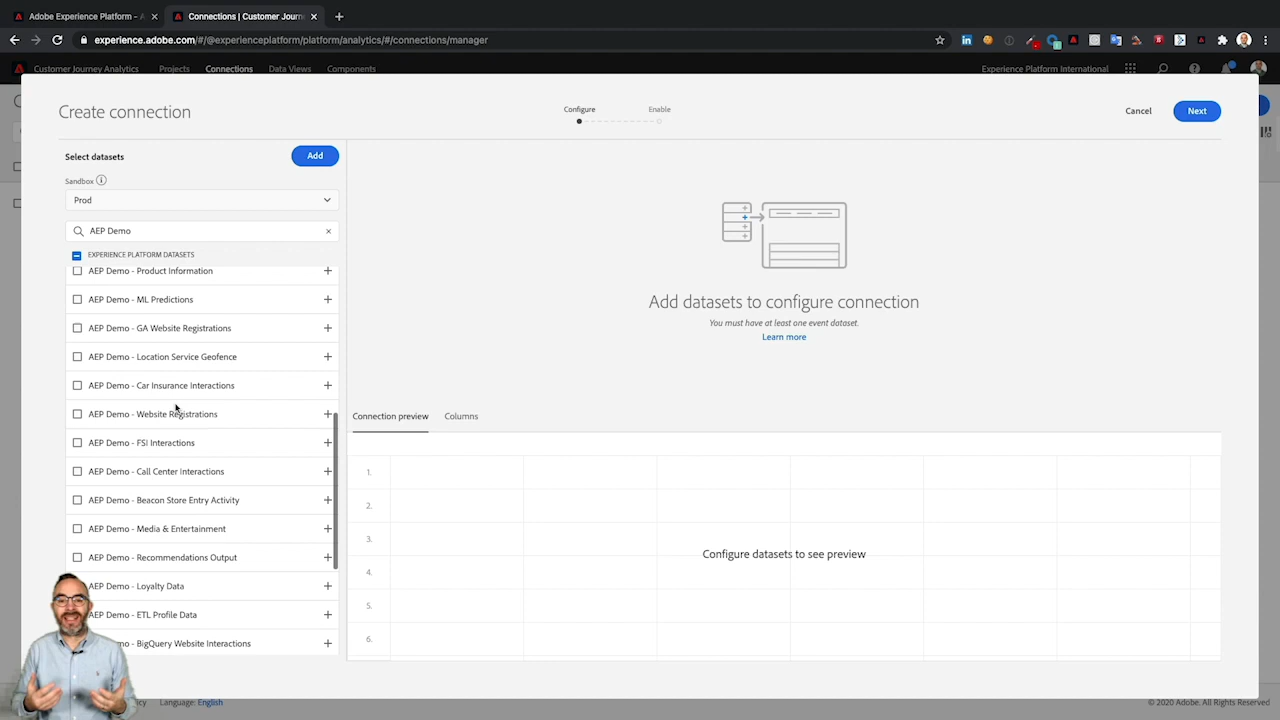 Adobe Experience Platform - A
Connections | Customer Journe
experience.adobe.com/#/@experienceplatform/platform/analytics/#/connections/manager
Customer Journey Analytics
Projects
Connections
Data Views
Components
Experience Platform International
Create connection
Configure
Enable
Cancel
Next
Select datasets
Add
Sandbox
Prod
AEP Demo
EXPERIENCE PLATFORM DATASETS
AEP Demo - Product Information
AEP Demo - ML Predictions
AEP Demo - GA Website Registrations
AEP Demo - Location Service Geofence
AEP Demo - Car Insurance Interactions
AEP Demo - Website Registrations
AEP Demo - FSI Interactions
AEP Demo - Call Center Interactions
AEP Demo - Beacon Store Entry Activity
AEP Demo - Media & Entertainment
AEP Demo - Recommendations Output
AEP Demo - Loyalty Data
AEP Demo - ETL Profile Data
mo - BigQuery Website Interactions
Add datasets to configure connection
You must have at least one event dataset.
Learn more
Connection preview
Columns
1.
2.
3.
4.
5.
6.
Configure datasets to see preview
Language: English
© 2020 Adobe. All Rights Reserved